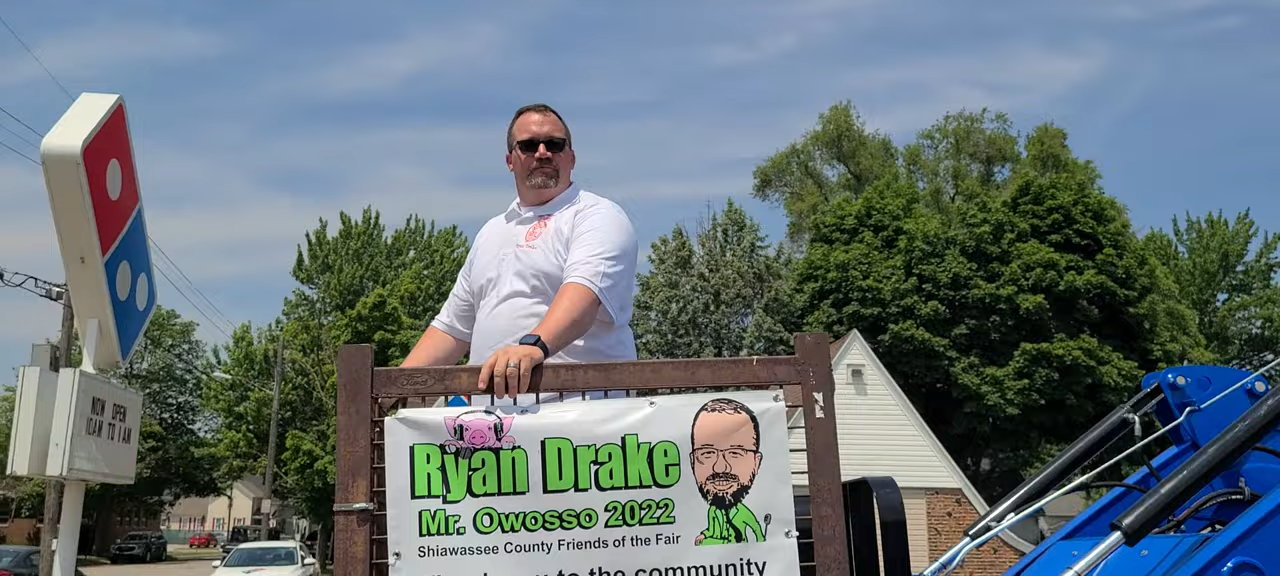 NOW OPEN
10AM TO 1AM
Ford
Ryan Drake
Mr. Owosso 2022
Shiawassee County Friends of the Fair
to the community